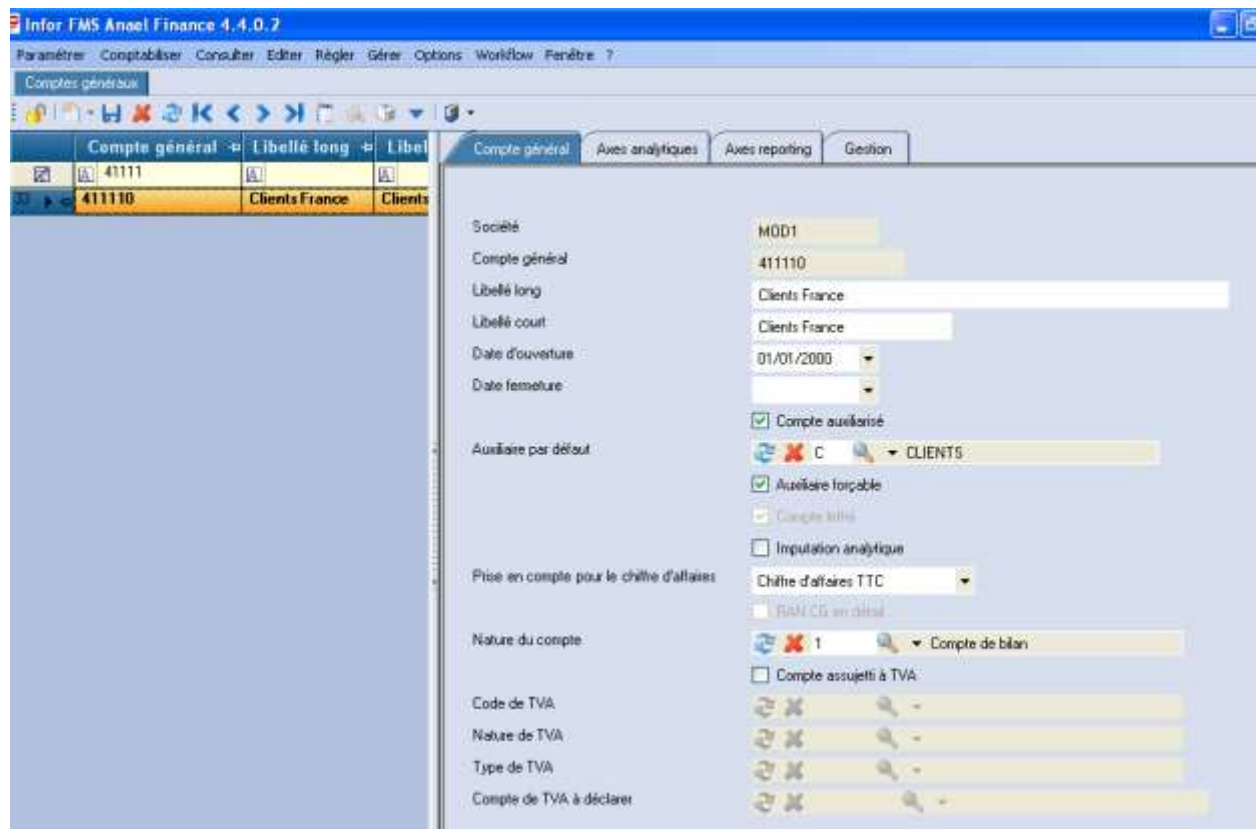 Infor FMS Anael Finance 4.4.0.2
Paramétrer Comptabiliser Consulter Editer Régler Gérer Options Workflow Fenêtre ?
Comptes généraux
Compte général Libellé long Libel
41111
411110 Clients France Clients
Compte général Axes analytiques Axes reporting Gestion
Société MOD1
Compte général 411110
Libellé long Clients France
Libellé court Clients France
Date d'ouverture 01/01/2000
Date fermeture
Compte auxiliarisé
Auxiliaire par défaut C CLIENTS
Auxiliaire forçable
Compte lettré
Imputation analytique
Prise en compte pour le chiffre d'affaires Chiffre d'affaires TTC
RAN CG en détail
Nature du compte 1 Compte de bilan
Compte assujetti à TVA
Code de TVA
Nature de TVA
Type de TVA
Compte de TVA à déclarer